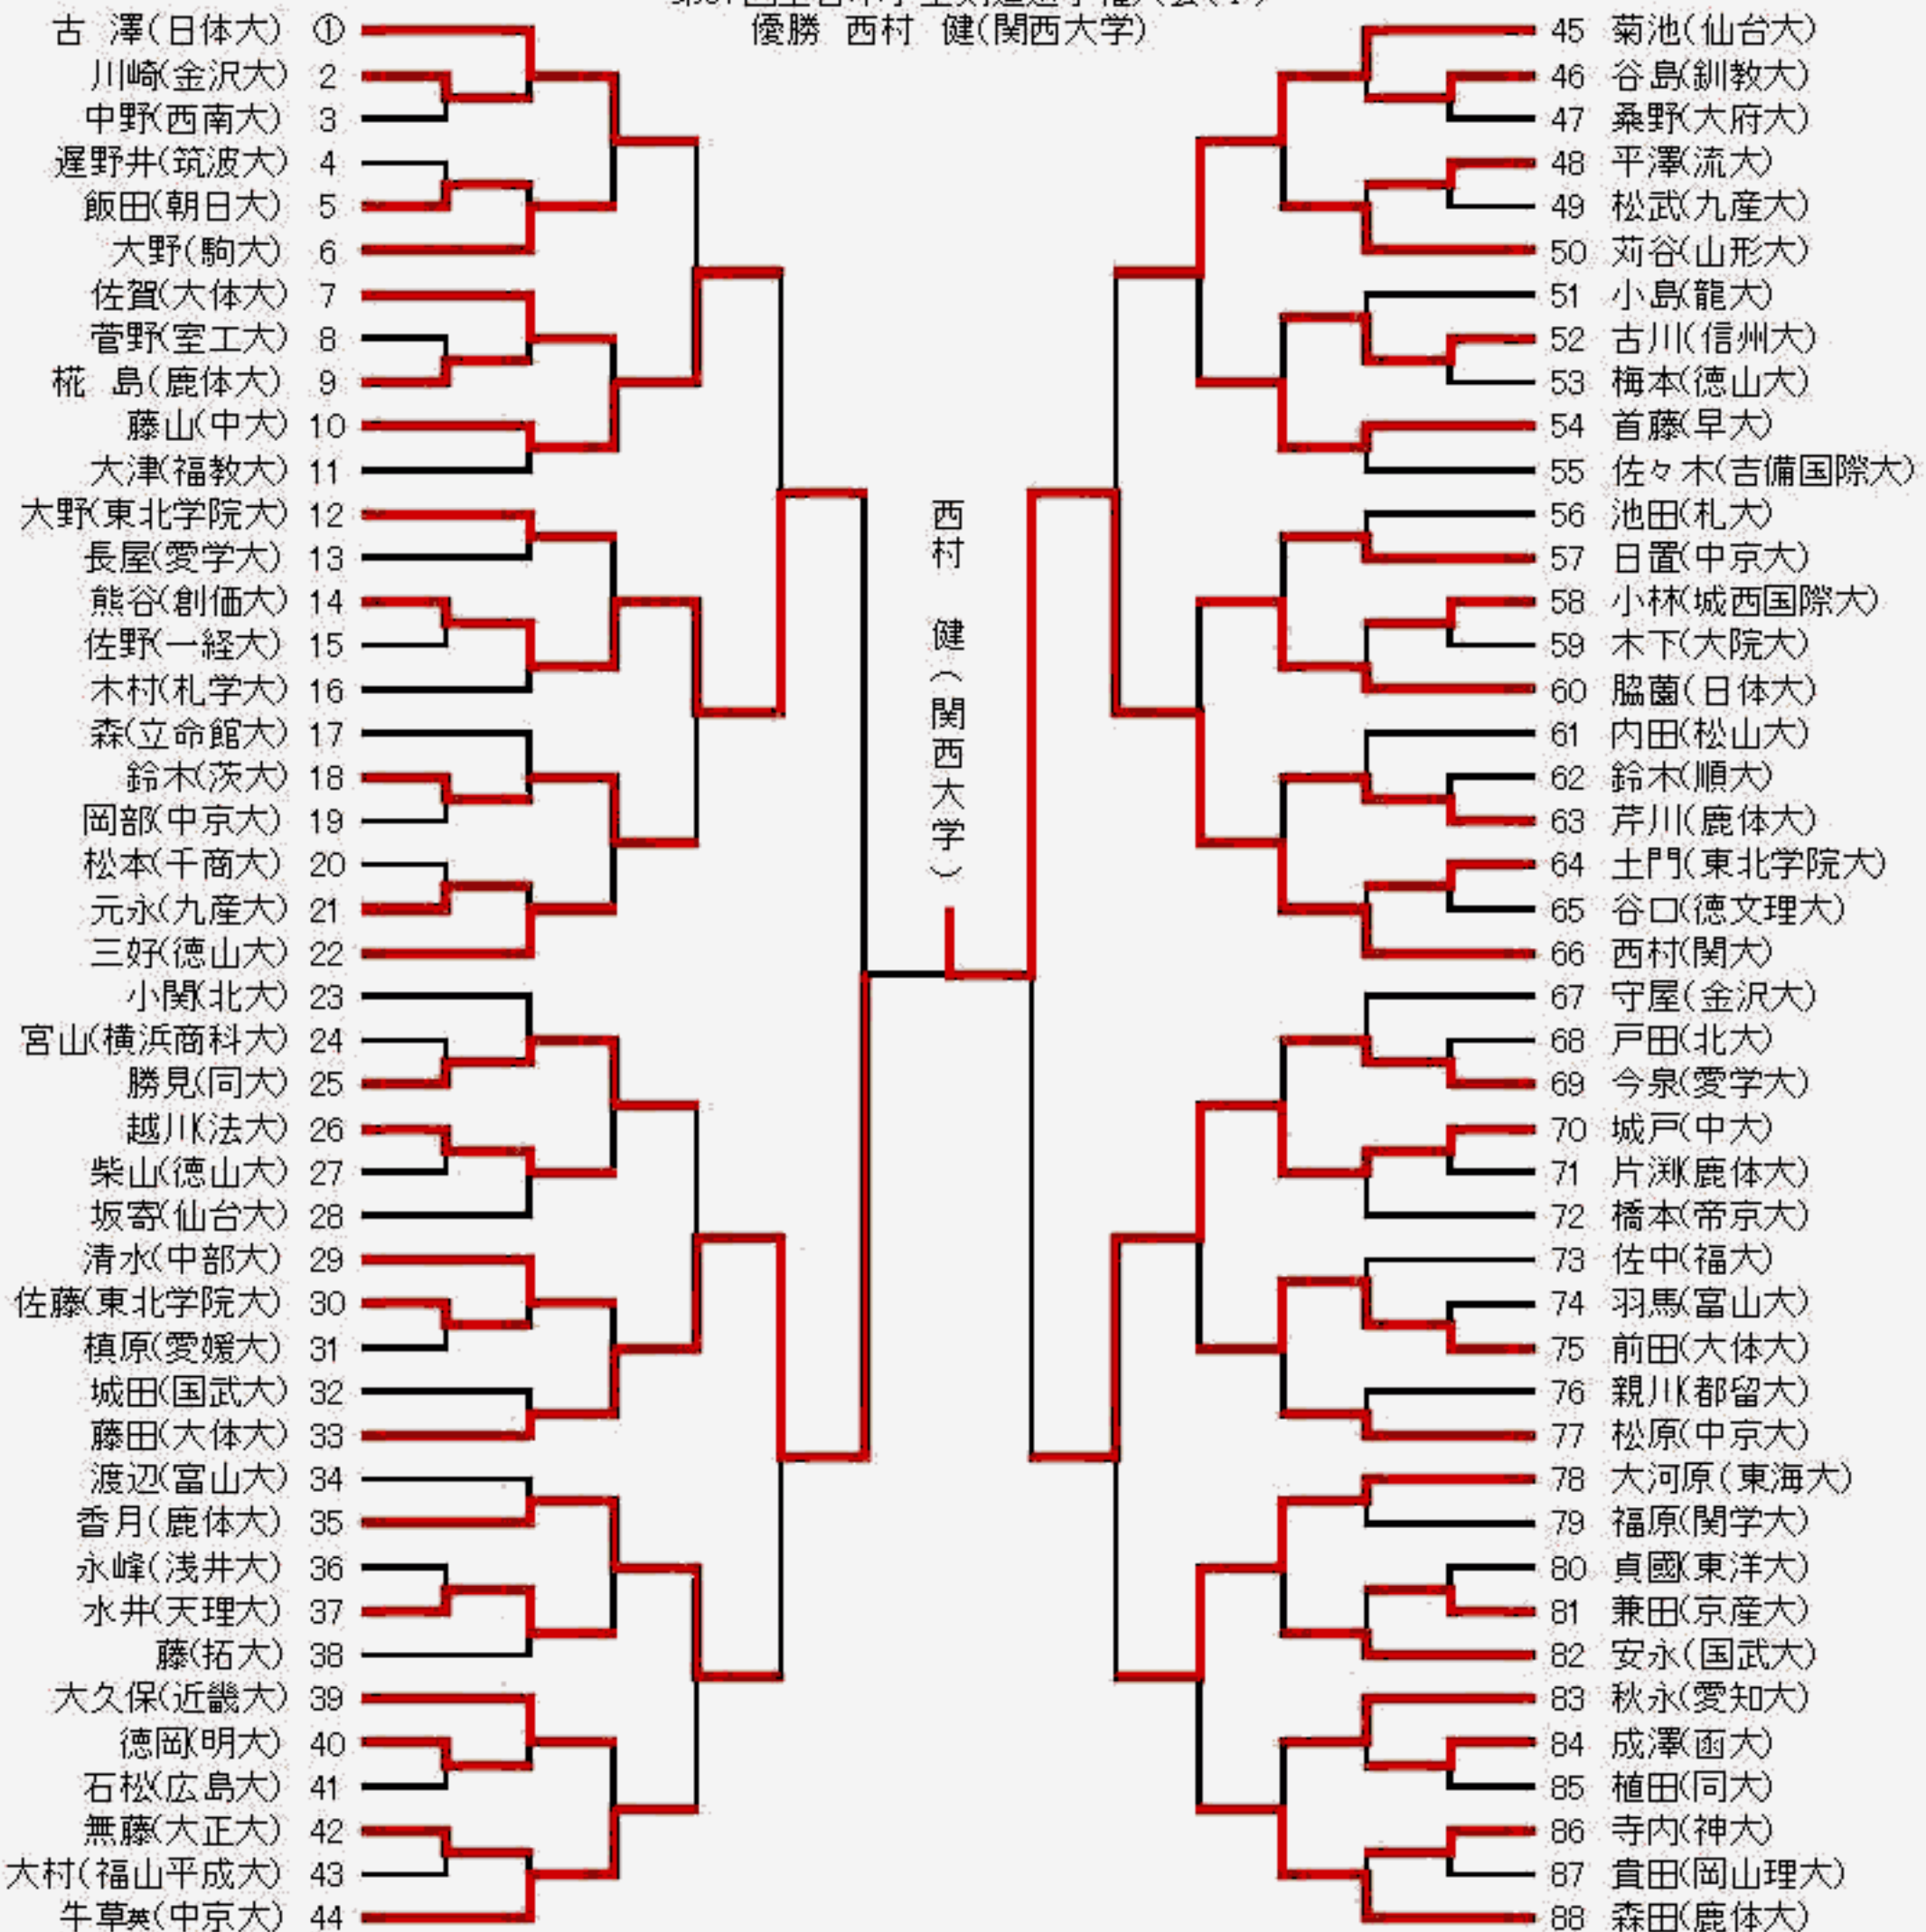 優勝 西村 健(関西大学)
古 澤(日体大) ①
川崎(金沢大) 2
中野(西南大) 3
遅野井(筑波大) 4
飯田(朝日大) 5
大野(駒大) 6
佐賀(大体大) 7
菅野(室工大) 8
椛 島(鹿体大) 9
藤山(中大) 10
大津(福教大) 11
大野(東北学院大) 12
長屋(愛学大) 13
熊谷(創価大) 14
佐野(一経大) 15
木村(札学大) 16
森(立命館大) 17
鈴木(茨大) 18
岡部(中京大) 19
松本(千商大) 20
元永(九産大) 21
三好(徳山大) 22
小関(北大) 23
宮山(横浜商科大) 24
勝見(同大) 25
越川(法大) 26
柴山(徳山大) 27
坂寄(仙台大) 28
清水(中部大) 29
佐藤(東北学院大) 30
槙原(愛媛大) 31
城田(国武大) 32
藤田(大体大) 33
渡辺(富山大) 34
香月(鹿体大) 35
永峰(浅井大) 36
水井(天理大) 37
藤(拓大) 38
大久保(近畿大) 39
徳岡(明大) 40
石松(広島大) 41
無藤(大正大) 42
大村(福山平成大) 43
牛草英(中京大) 44
西村 健(関西大学)
45 菊池(仙台大)
46 谷島(釧教大)
47 桑野(大府大)
48 平澤(流大)
49 松武(九産大)
50 苅谷(山形大)
51 小島(龍大)
52 古川(信州大)
53 梅本(徳山大)
54 首藤(早大)
55 佐々木(吉備国際大)
56 池田(札大)
57 日置(中京大)
58 小林(城西国際大)
59 木下(大院大)
60 脇薗(日体大)
61 内田(松山大)
62 鈴木(順大)
63 芹川(鹿体大)
64 土門(東北学院大)
65 谷口(徳文理大)
66 西村(関大)
67 守屋(金沢大)
68 戸田(北大)
69 今泉(愛学大)
70 城戸(中大)
71 片渕(鹿体大)
72 橋本(帝京大)
73 佐中(福大)
74 羽馬(富山大)
75 前田(大体大)
76 親川(都留大)
77 松原(中京大)
78 大河原(東海大)
79 福原(関学大)
80 貞國(東洋大)
81 兼田(京産大)
82 安永(国武大)
83 秋永(愛知大)
84 成澤(函大)
85 植田(同大)
86 寺内(神大)
87 貴田(岡山理大)
88 森田(鹿体大)